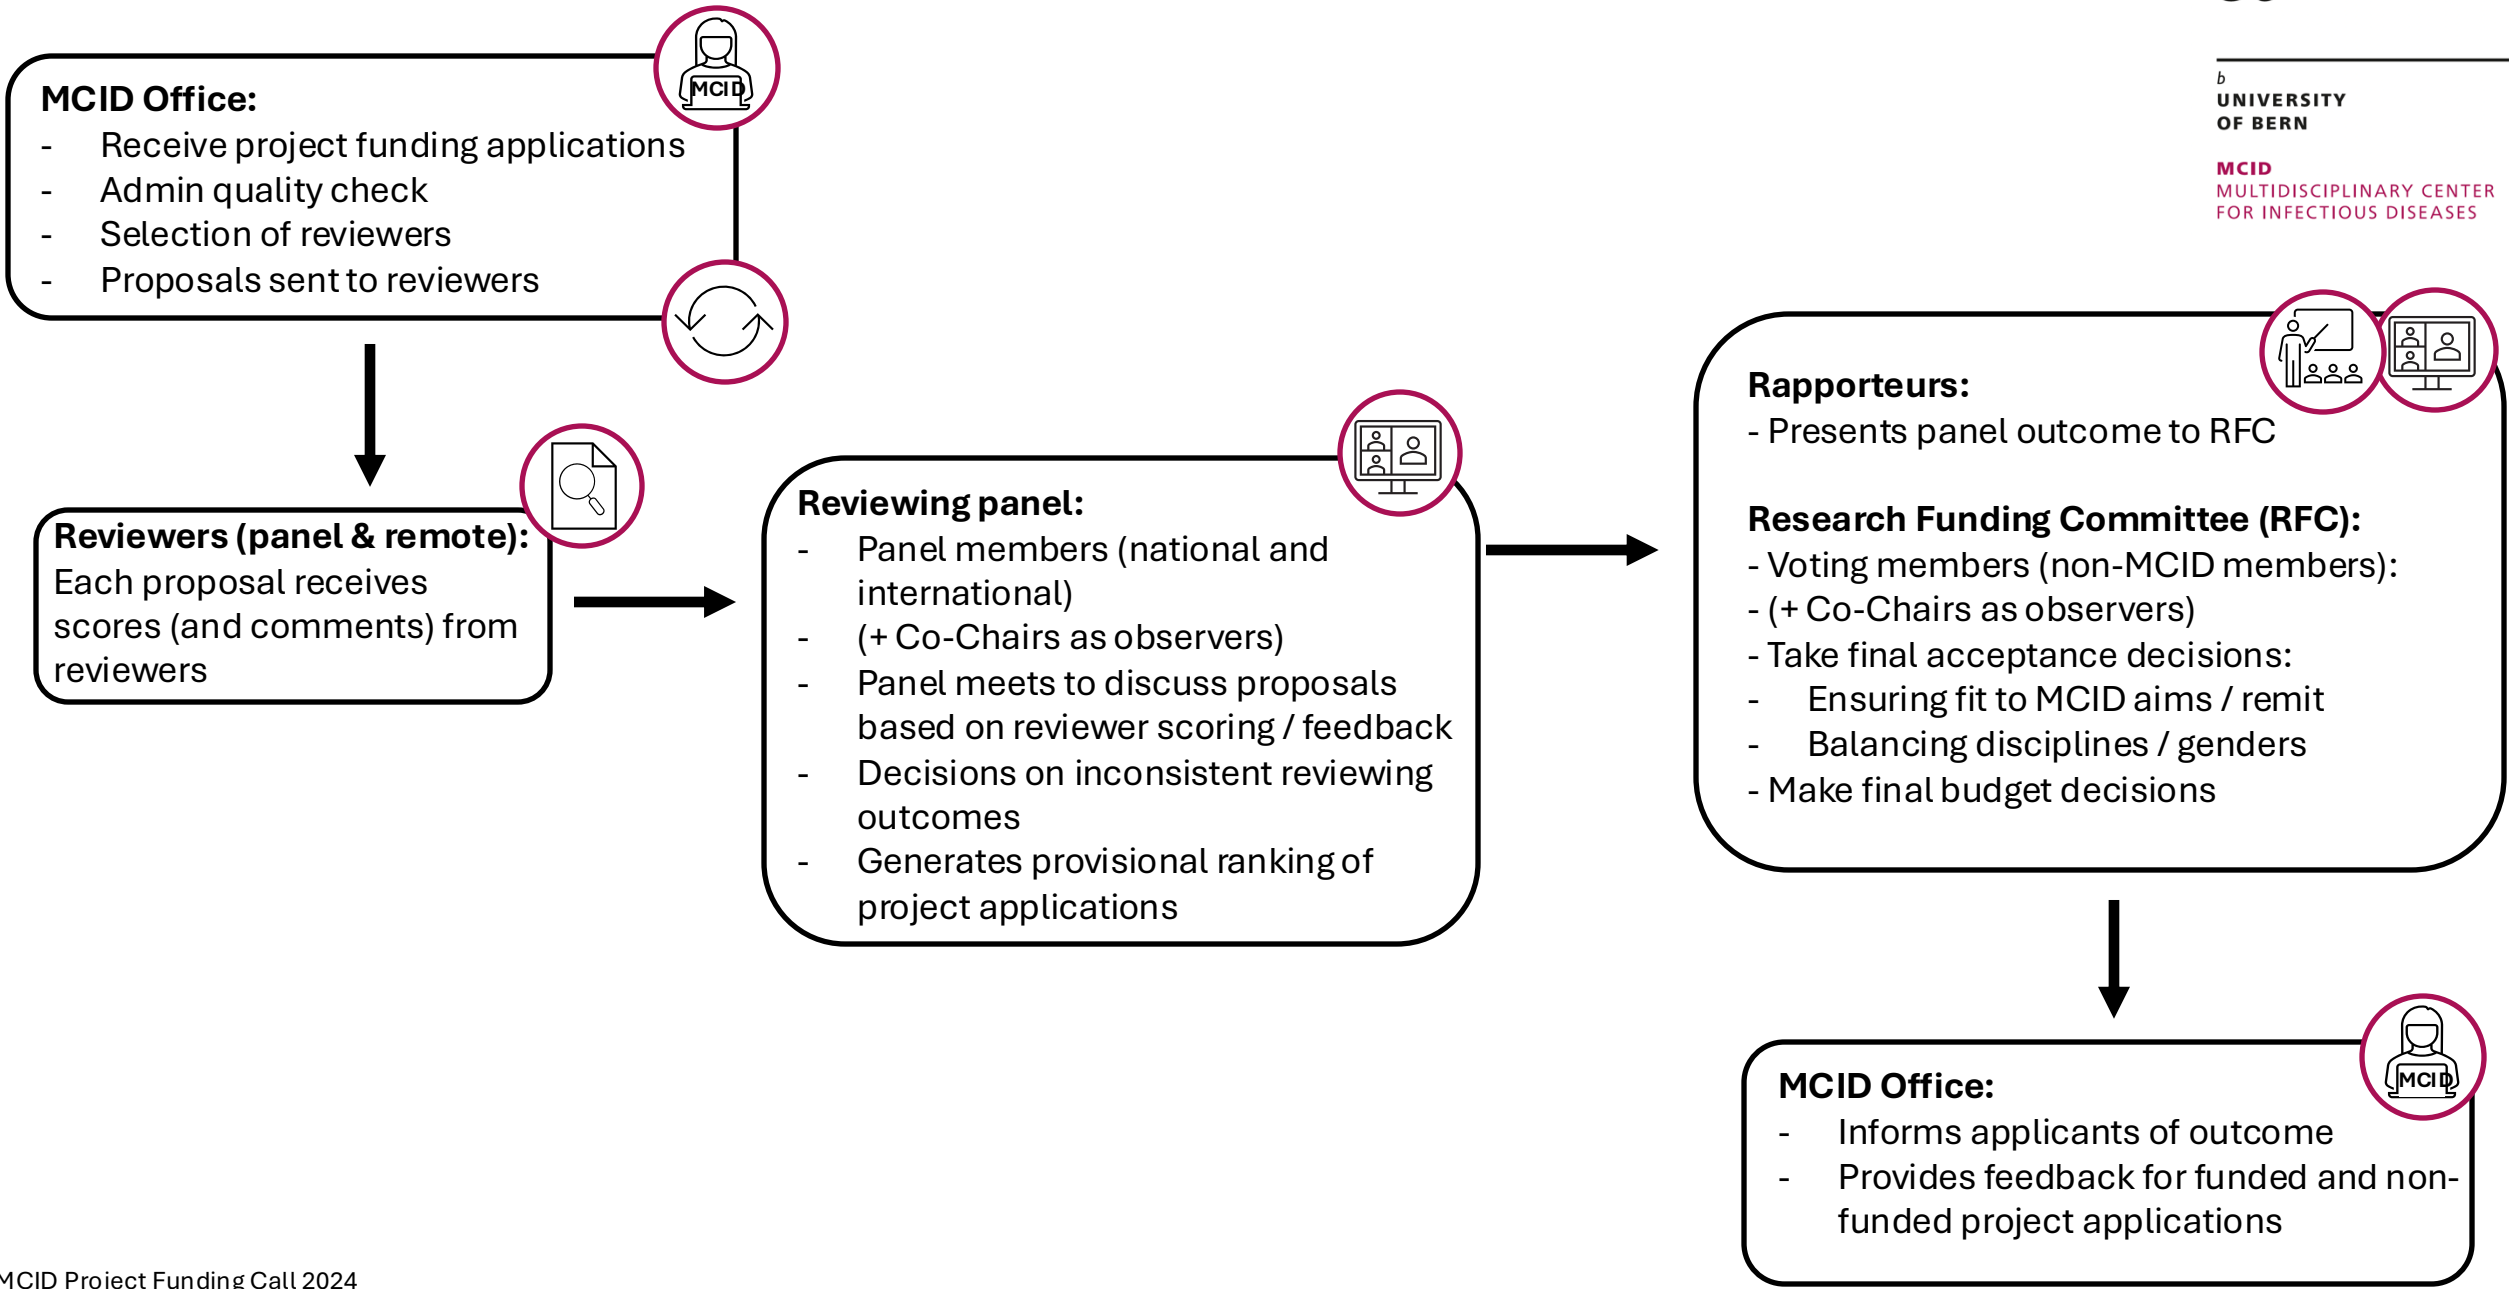 MCID Office:
- Receive project funding applications
- Admin quality check
- Selection of reviewers
- Proposals sent to reviewers
MCID
b
UNIVERSITY
OF BERN
MCID
MULTIDISCIPLINARY CENTER
FOR INFECTIOUS DISEASES
Reviewers (panel & remote):
Each proposal receives
scores (and comments) from
reviewers
Reviewing panel:
- Panel members (national and
international)
- (+ Co-Chairs as observers)
- Panel meets to discuss proposals
based on reviewer scoring / feedback
- Decisions on inconsistent reviewing
outcomes
- Generates provisional ranking of
project applications
Rapporteurs:
- Presents panel outcome to RFC
Research Funding Committee (RFC):
- Voting members (non-MCID members):
- (+ Co-Chairs as observers)
- Take final acceptance decisions:
- Ensuring fit to MCID aims / remit
- Balancing disciplines / genders
- Make final budget decisions
MCID Office:
- Informs applicants of outcome
- Provides feedback for funded and non-
funded project applications
MCID
MCID Project Funding Call 2024